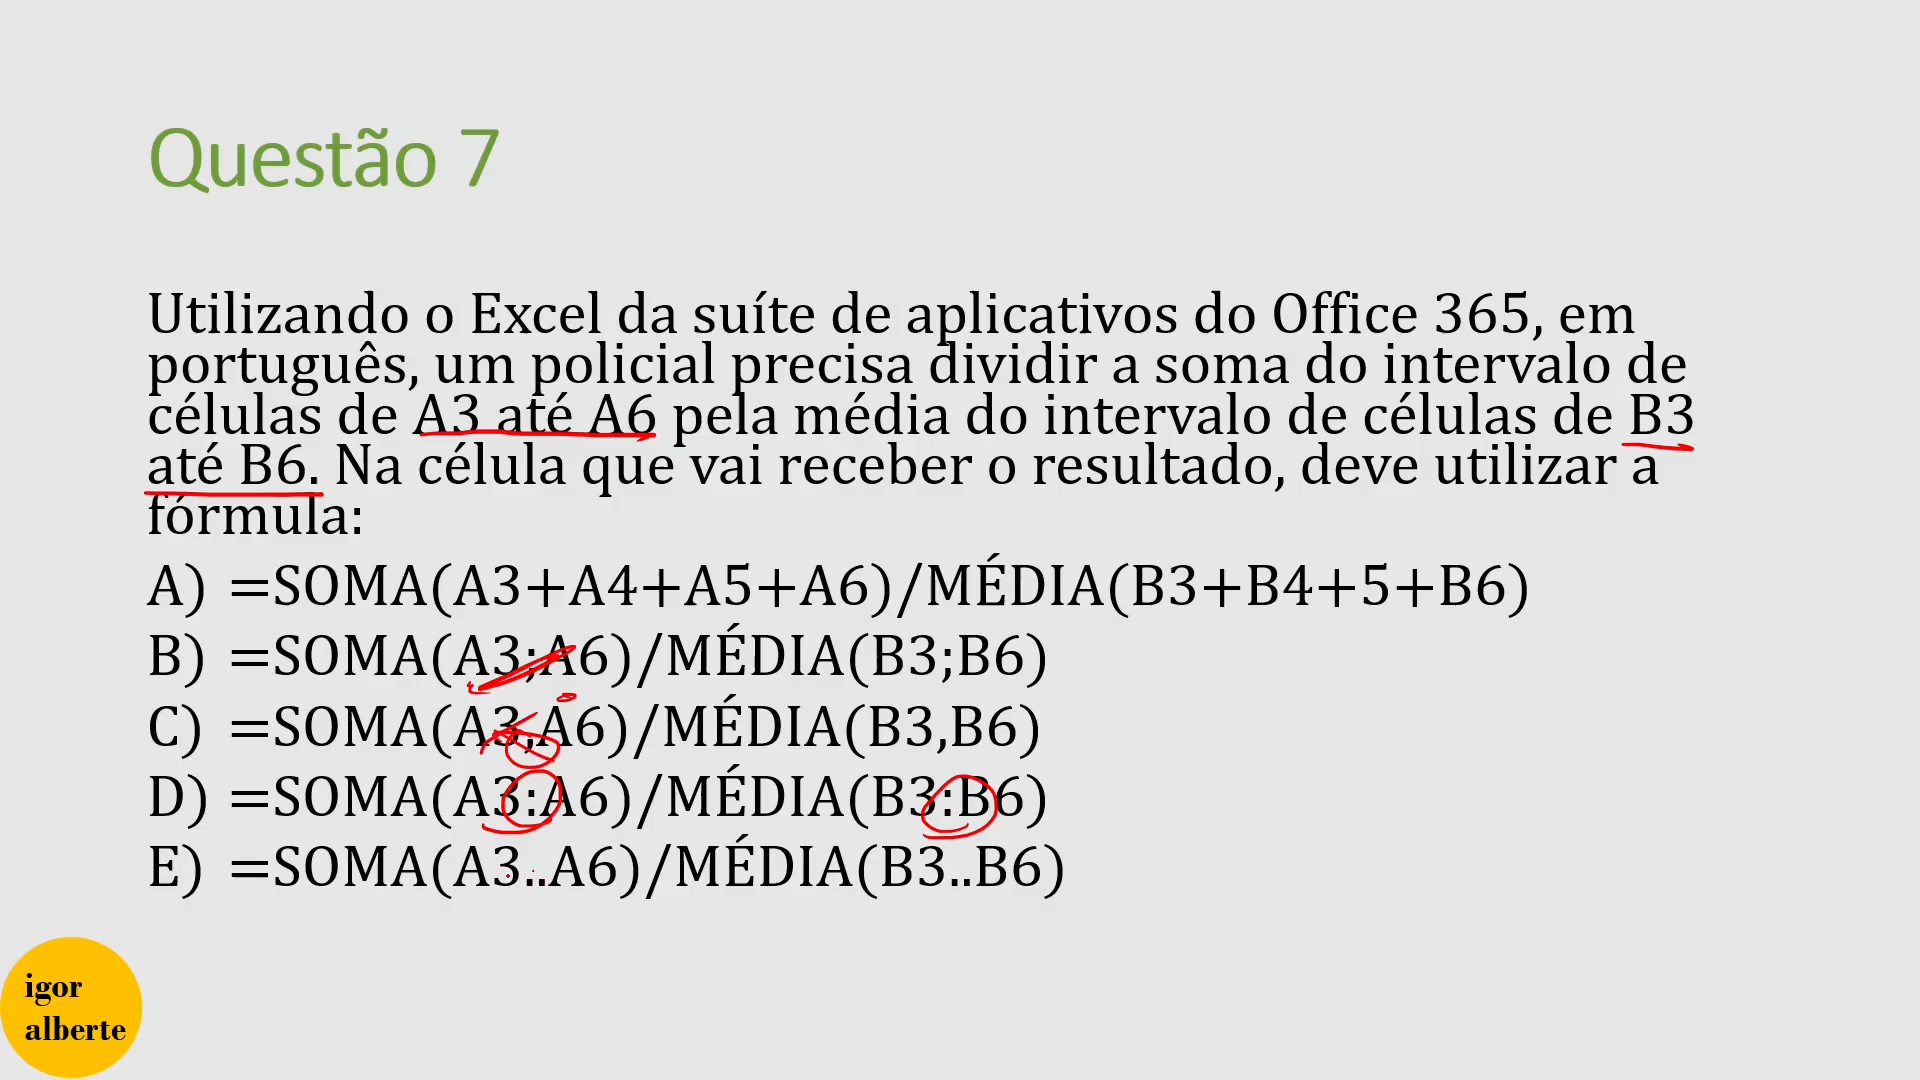 Questão 7
Utilizando o Excel da suíte de aplicativos do Office 365, em
português, um policial precisa dividir a soma do intervalo de
células de A3 até A6 pela média do intervalo de células de B3
até B6. Na célula que vai receber o resultado, deve utilizar a
fórmula:
A) =SOMA(A3+A4+A5+A6)/MÉDIA(B3+B4+5+B6)
B) =SOMA(A3;A6)/MÉDIA(B3;B6)
C) =SOMA(A3,A6)/MÉDIA(B3,B6)
D) =SOMA(A3:A6)/MÉDIA(B3:B6)
E) =SOMA(A3..A6)/MÉDIA(B3..B6)
igor
alberte